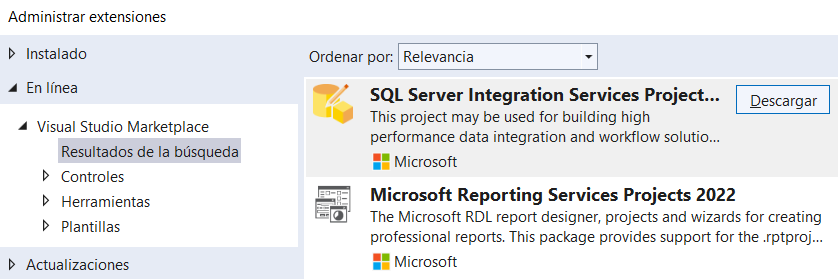 Administrar extensiones
Instalado
En línea
Visual Studio Marketplace
Resultados de la búsqueda
Controles
Herramientas
Plantillas
Actualizaciones
Ordenar por: Relevancia
SQL Server Integration Services Project...
Descargar
This project may be used for building high
performance data integration and workflow solutio...
Microsoft
Microsoft Reporting Services Projects 2022
The Microsoft RDL report designer, projects and wizards for creating
professional reports. This package provides support for the .rptproj...
Microsoft